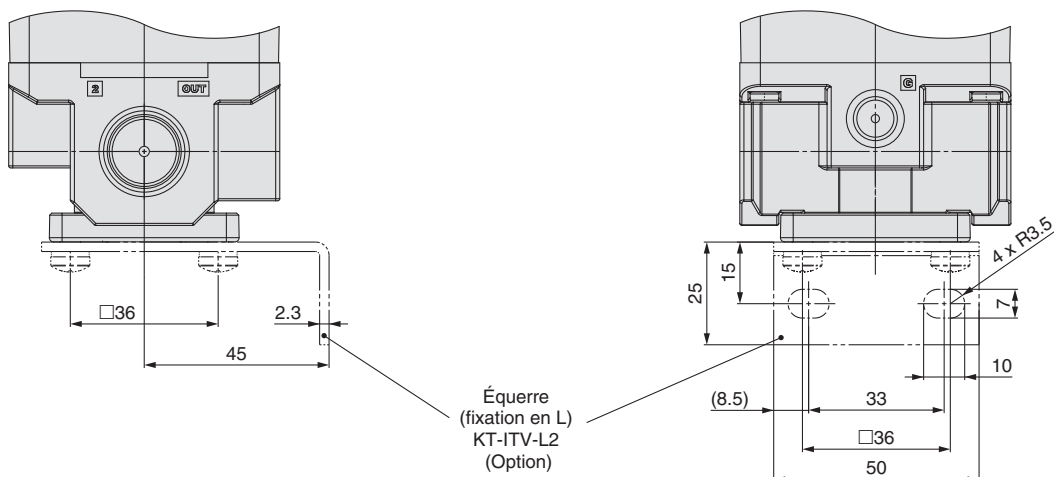 2
OUT
G
□36
2.3
45
Équerre
(fixation en L)
KT-ITV-L2
(Option)
4 x R3.5
15
25
7
10
(8.5)
33
□36
50